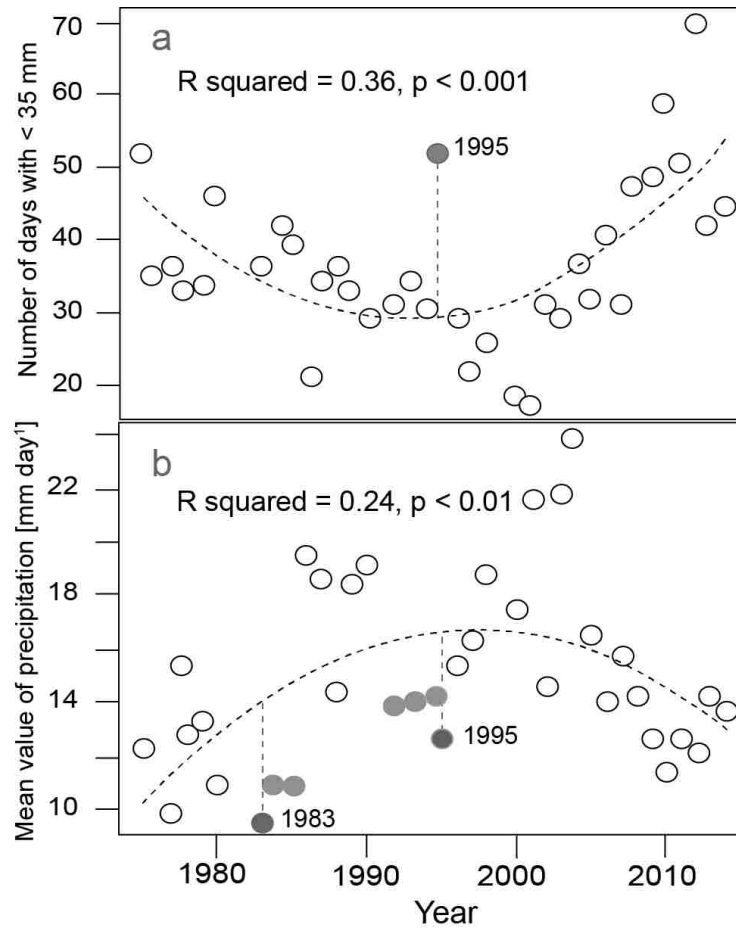 a
R squared = 0.36, p < 0.001
1995
Number of days with < 35 mm
70
60
50
40
30
20
b
R squared = 0.24, p < 0.01
1995
1983
Mean value of precipitation [mm day¹]
22
18
14
10
1980
1990
2000
2010
Year